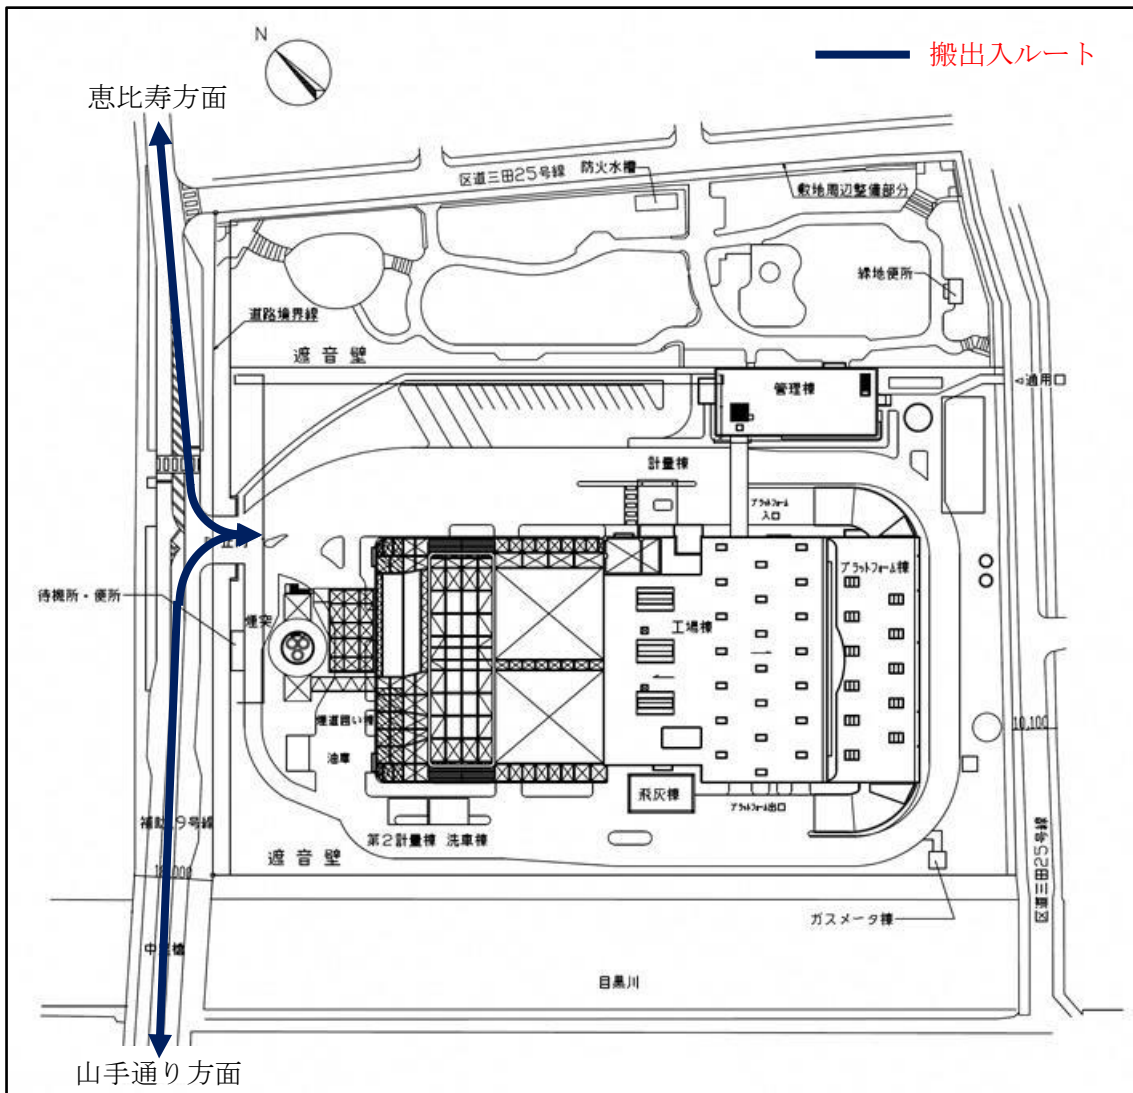 N
搬出入ルート
恵比寿方面
区道三田25号線
防火水槽
敷地周辺整備部分
緑地便所
道路境界線
遮音壁
管理棟
通用口
計量棟
プラットフォーム
入口
プラットフォーム棟
待機所・便所
煙突
工場棟
煙道囲い棟
油庫
10,100
飛灰棟
プラットフォーム出口
補助19号線
第2計量棟
洗車棟
遮音壁
区道三田25号線
ガスメータ棟
目黒川
山手通り方面